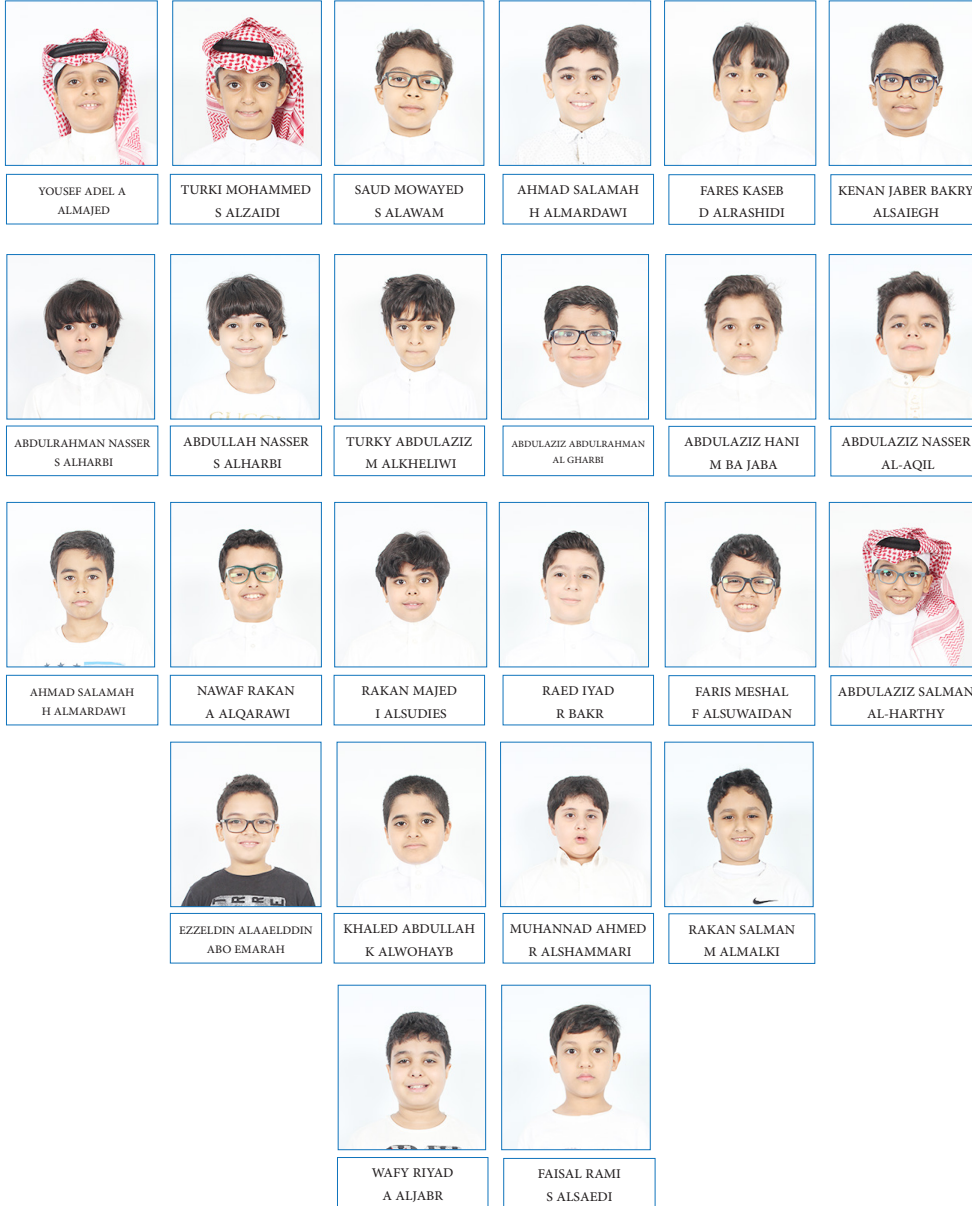 YOUSEF ADEL A
ALMAJED
TURKI MOHAMMED
S ALZAIDI
SAUD MOWAYED
S ALAWAM
AHMAD SALAMAH
H ALMARDAWI
FARES KASEB
D ALRASHIDI
KENAN JABER BAKRY
ALSAIEGH
ABDULRAHMAN NASSER
S ALHARBI
ABDULLAH NASSER
S ALHARBI
TURKY ABDULAZIZ
M ALKHELIWI
ABDULAZIZ ABDULRAHMAN
AL GHARBI
ABDULAZIZ HANI
M BA JABA
ABDULAZIZ NASSER
AL-AQIL
AHMAD SALAMAH
H ALMARDAWI
NAWAF RAKAN
A ALQARAWI
RAKAN MAJED
I ALSUDIES
RAED IYAD
R BAKR
FARIS MESHAL
F ALSUWAIDAN
ABDULAZIZ SALMAN
AL-HARTHY
EZZELDIN ALAAELDDIN
ABO EMARAH
KHALED ABDULLAH
K ALWOHAYB
MUHANNAD AHMED
R ALSHAMMARI
RAKAN SALMAN
M ALMALKI
WAFY RIYAD
A ALJABR
FAISAL RAMI
S ALSAEDI